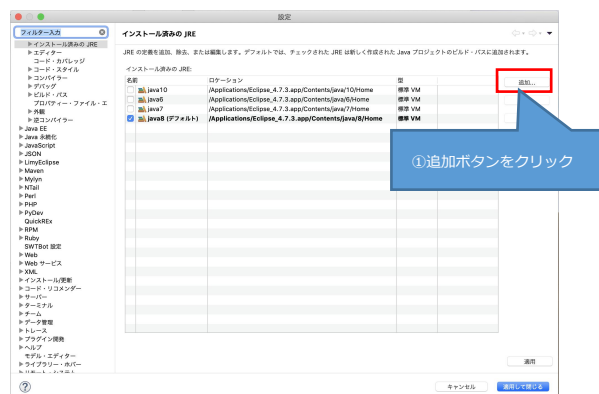 設定
フィルター入力
インストール済みの JRE
エディター
コード・カバレッジ
コード・スタイル
コンパイラー
デバッグ
ビルド・パス
プロパティー・ファイル・エ
外観
逆コンパイラー
Java EE
Java 永続化
JavaScript
JSON
LimyEclipse
Maven
Mylyn
NTail
Perl
PHP
PyDev
QuickREx
RPM
Ruby
SWTBot 設定
Web
Web サービス
XML
インストール/更新
コード・リコメンダー
サーバー
ターミナル
チーム
データ管理
トレース
プラグイン開発
ヘルプ
モデル・エディター
ライブラリー・ホバー
リモート・システム
インストール済みの JRE
JRE の定義を追加、除去、または編集します。デフォルトでは、チェックされた JRE は新しく作成された Java プロジェクトのビルド・パスに追加されます。
インストール済みの JRE:
名前 ロケーション 型
java10 /Applications/Eclipse_4.7.3.app/Contents/java/10/Home 標準 VM
java6 /Applications/Eclipse_4.7.3.app/Contents/java/6/Home 標準 VM
java7 /Applications/Eclipse_4.7.3.app/Contents/java/7/Home 標準 VM
java8 (デフォルト) /Applications/Eclipse_4.7.3.app/Contents/java/8/Home 標準 VM
追加...
①追加ボタンをクリック
適用
キャンセル
適用して閉じる